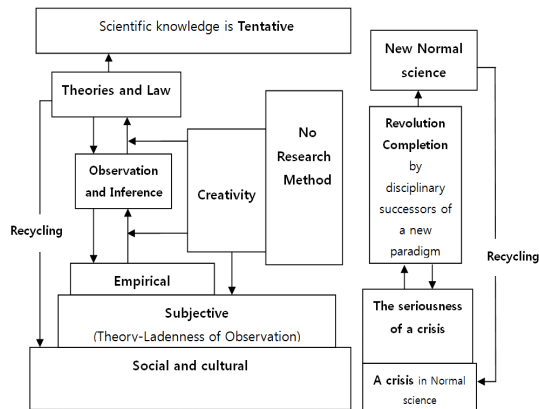 Scientific knowledge is Tentative
Theories and Law
Observation
and Inference
Creativity
No
Research
Method
Recycling
Empirical
Subjective
(Theory-Ladenness of Observation)
Social and cultural
New Normal
science
Revolution
Completion
by
disciplinary
successors of
a new
paradigm
Recycling
The seriousness
of a crisis
A crisis in Normal
science